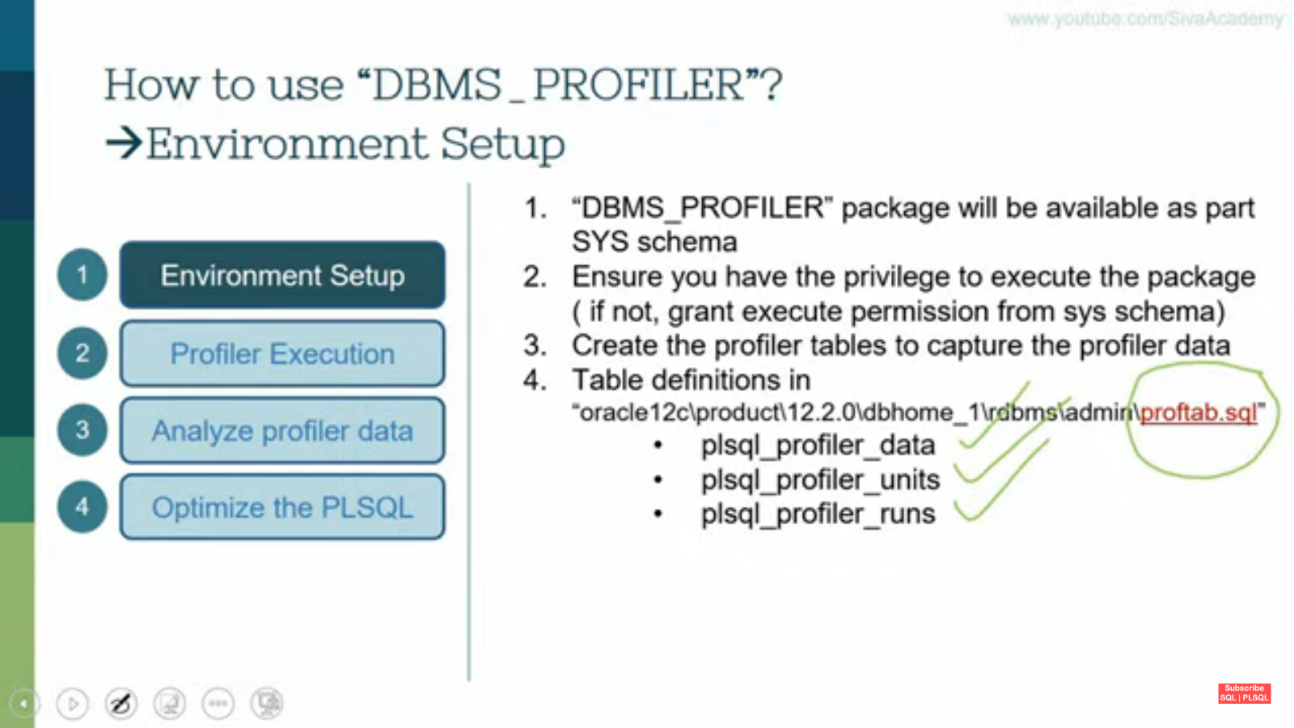 www.youtube.com/SivaAcademy
How to use “DBMS_PROFILER”?
→Environment Setup
1 Environment Setup
2 Profiler Execution
3 Analyze profiler data
4 Optimize the PLSQL
1. “DBMS_PROFILER” package will be available as part
SYS schema
2. Ensure you have the privilege to execute the package
( if not, grant execute permission from sys schema)
3. Create the profiler tables to capture the profiler data
4. Table definitions in
“oracle12c\product\12.2.0\dbhome_1\rdbms\admin\proftab.sql”
• plsql_profiler_data
• plsql_profiler_units
• plsql_profiler_runs
Subscribe
SQL | PLSQL